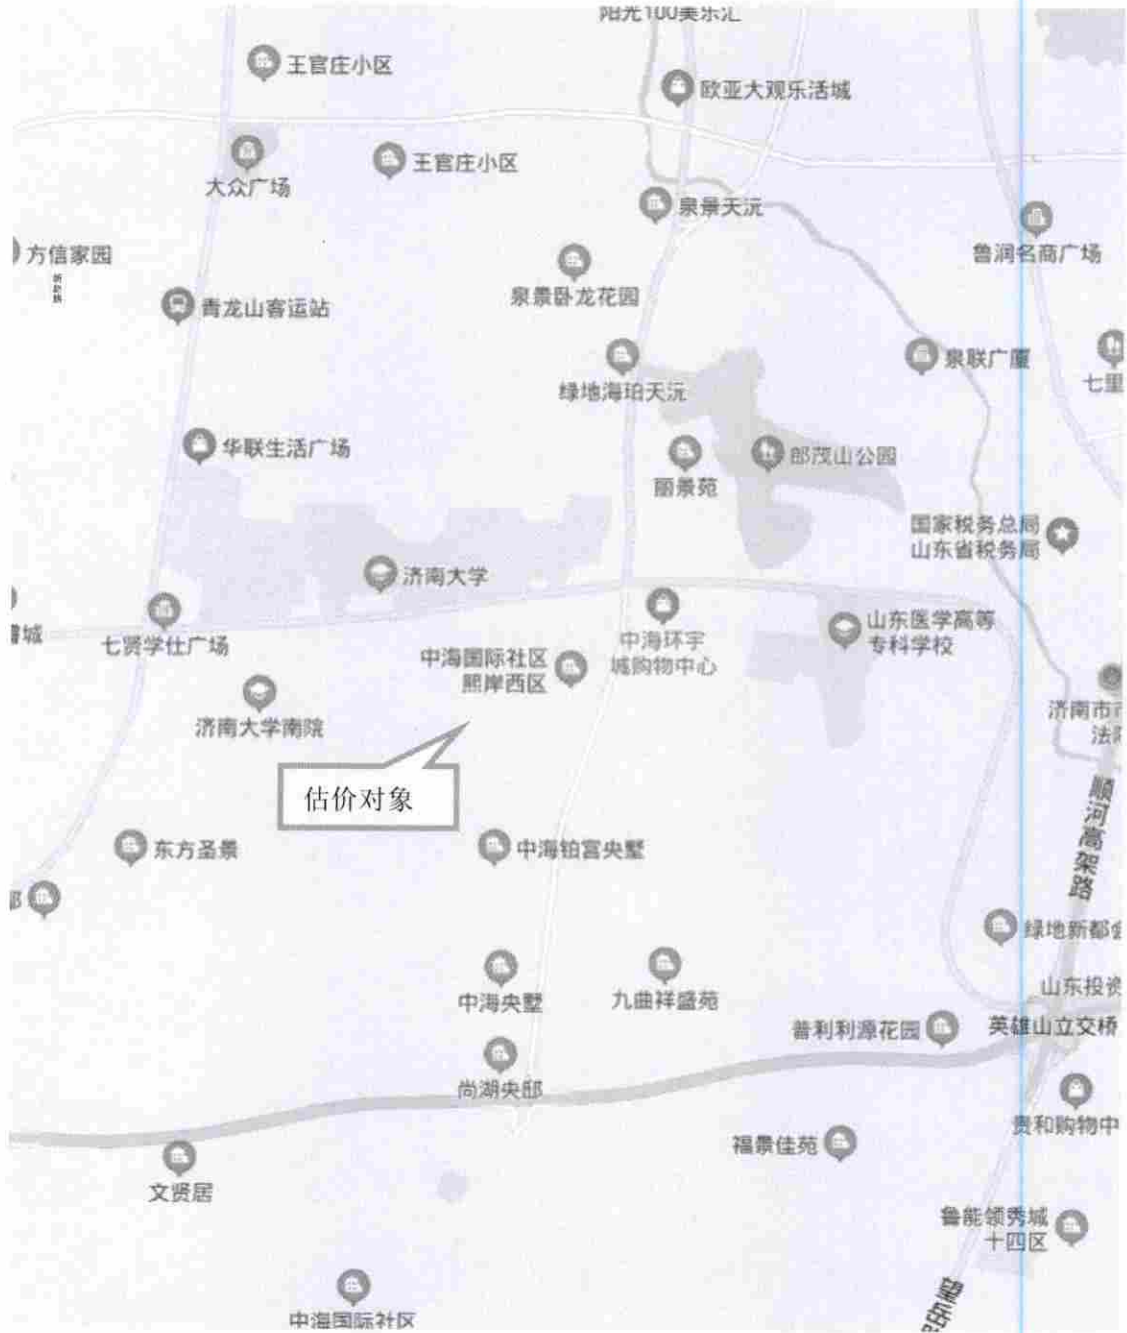 阳光100美乐汇
王官庄小区
欧亚大观乐活城
大众广场
王官庄小区
泉景天沅
鲁润名商广场
方信家园
泉景卧龙花园
青龙山客运站
泉联广厦
绿地海珀天沅
七里
华联生活广场
郎茂山公园
丽景苑
国家税务总局
山东省税务局
济南大学
山东医学高等
专科学校
七贤学仕广场
中海环宇
城购物中心
中海国际社区
熙岸西区
济南大学南院
济南市市
法院
估价对象
顺河高架路
东方圣景
中海铂宫央墅
绿地新都会
中海央墅
九曲祥盛苑
山东投资
普利利源花园
英雄山立交桥
尚湖央邸
贵和购物中
福景佳苑
文贤居
鲁能领秀城
十四区
中海国际社区